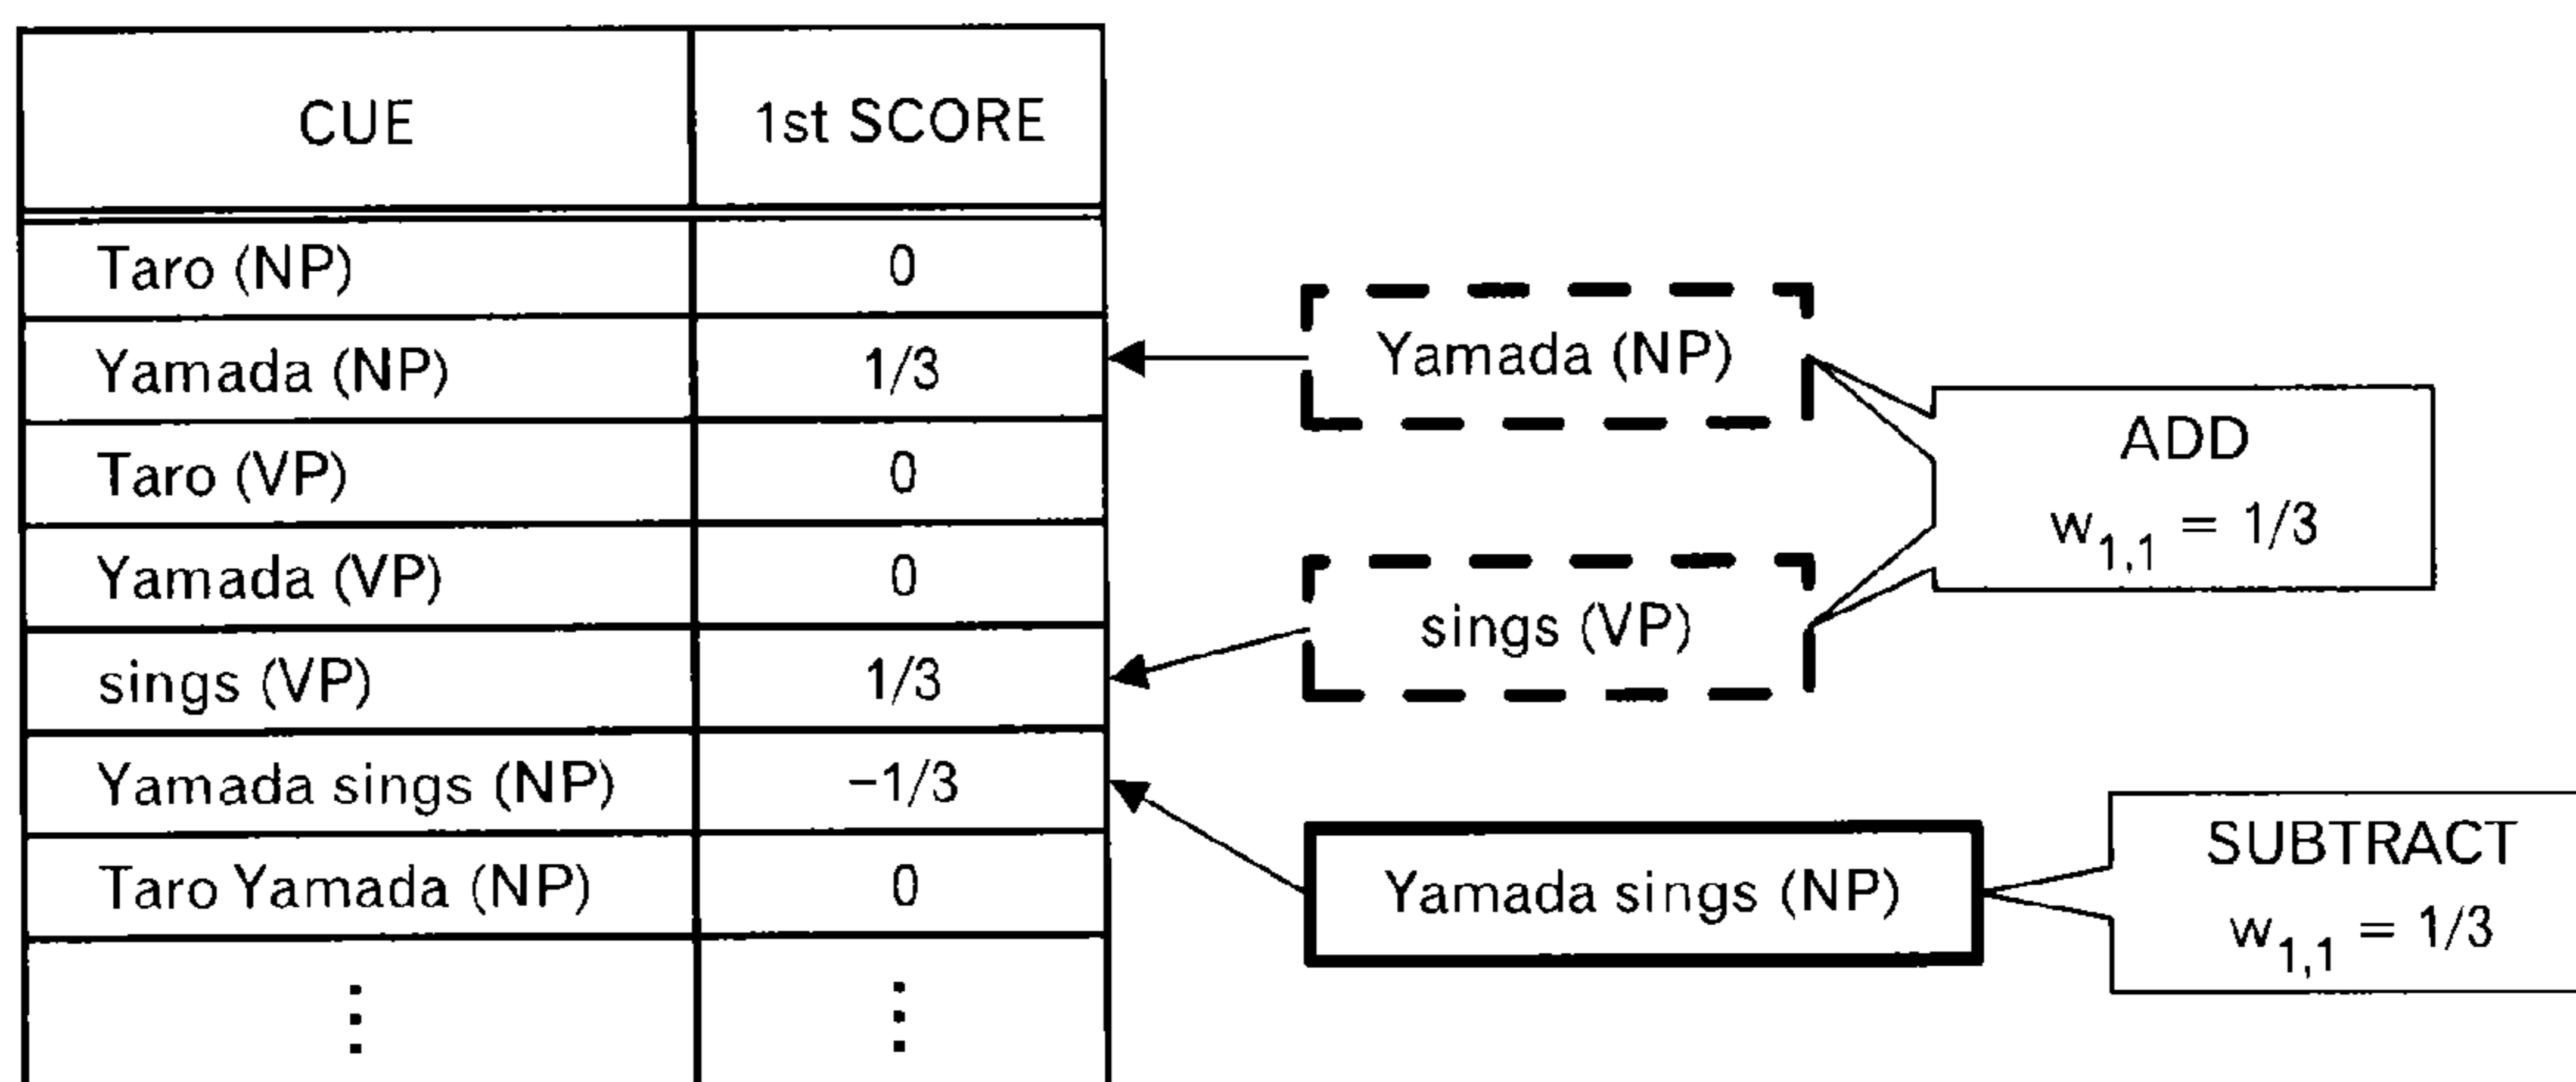 CUE 1st SCORE
Taro (NP) 0
Yamada (NP) 1/3
Taro (VP) 0
Yamada (VP) 0
sings (VP) 1/3
Yamada sings (NP) −1/3
Taro Yamada (NP) 0
⋮ ⋮
Yamada (NP)
sings (VP)
ADD
w1,1 = 1/3
Yamada sings (NP)
SUBTRACT
w1,1 = 1/3